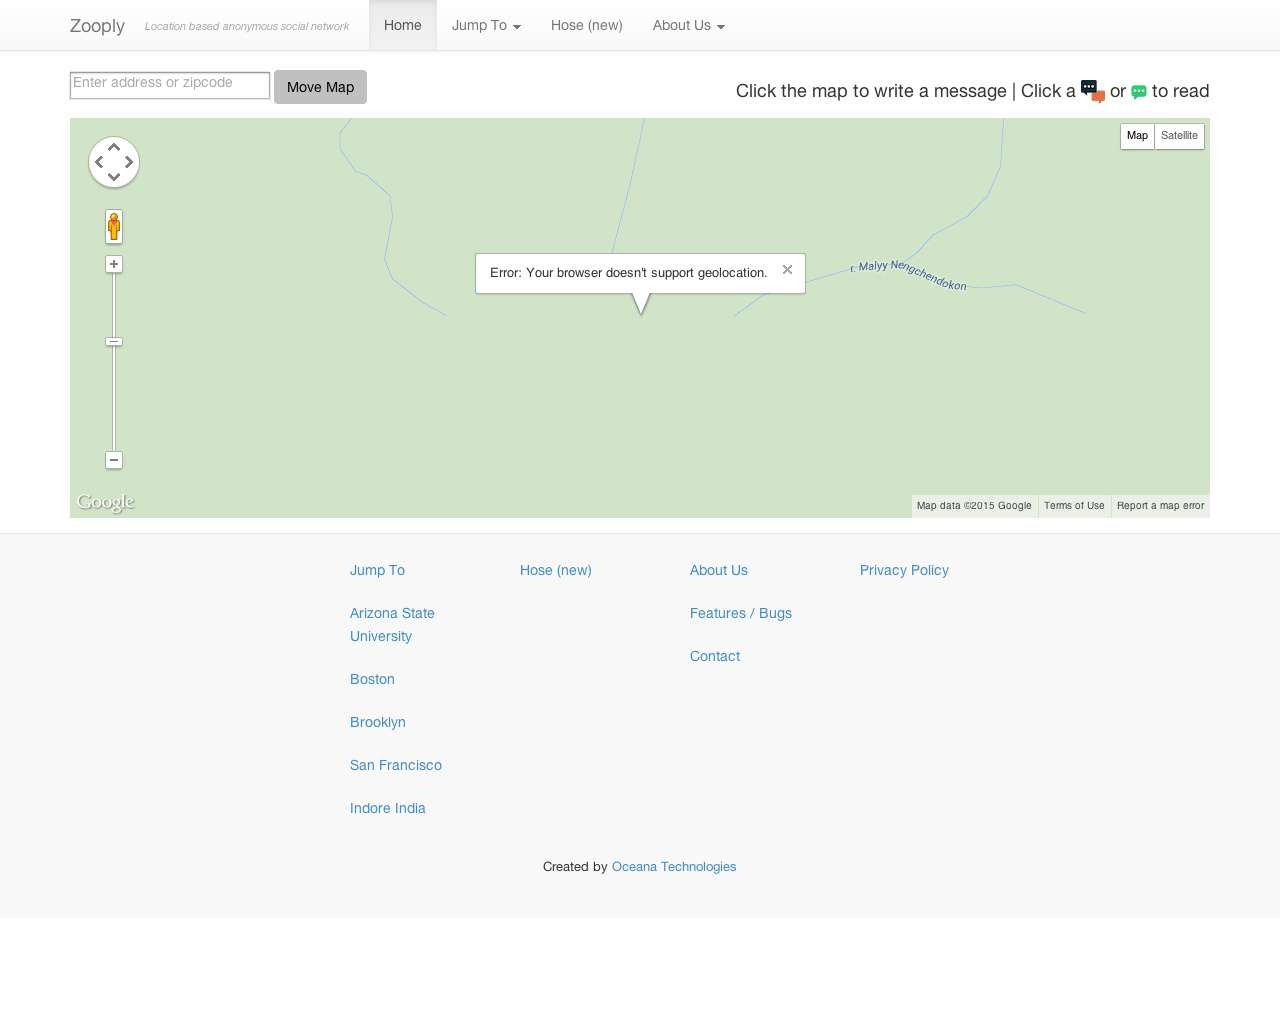 Zooply
Location based anonymous social network
Home
Jump To
Hose (new)
About Us
Enter address or zipcode
Move Map
Click the map to write a message | Click a or to read
Map
Satellite
Error: Your browser doesn't support geolocation.
r. Malyy Nengchendokon
Google
Map data ©2015 Google
Terms of Use
Report a map error
Jump To
Arizona State
University
Boston
Brooklyn
San Francisco
Indore India
Hose (new)
About Us
Features / Bugs
Contact
Privacy Policy
Created by Oceana Technologies